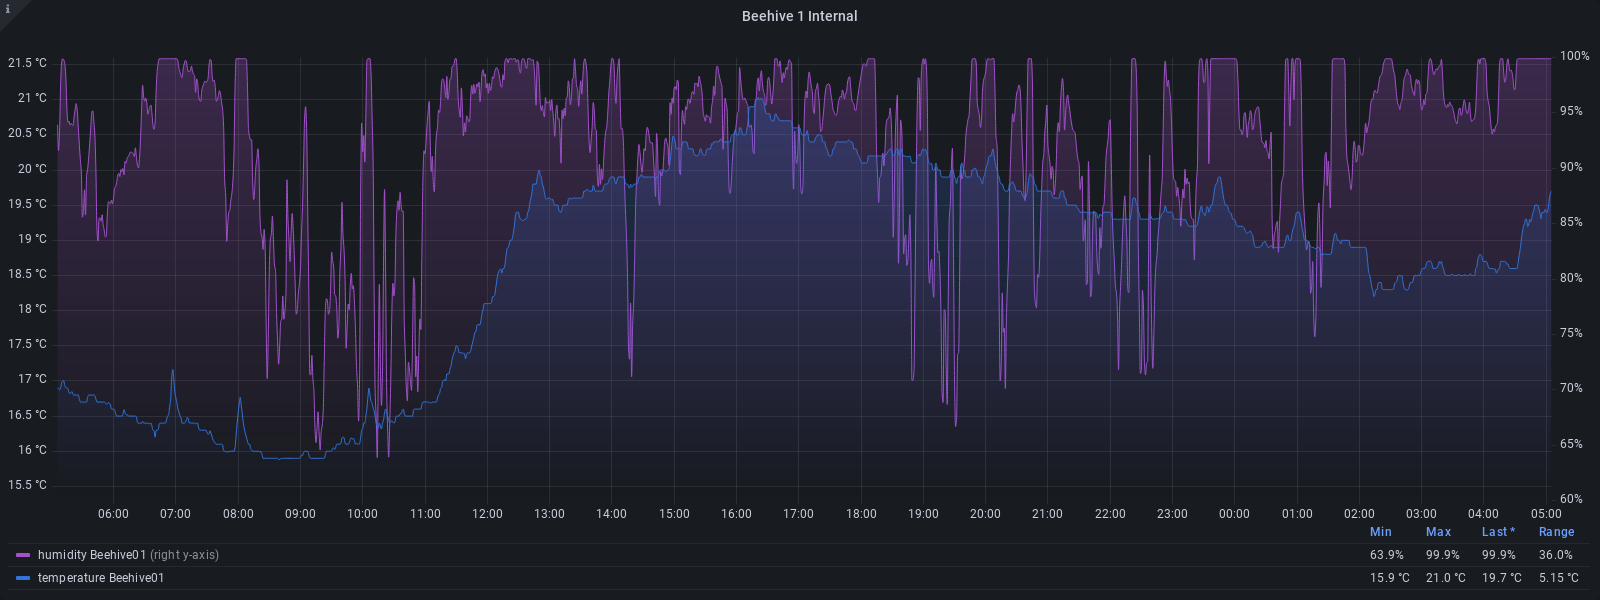 i
Beehive 1 Internal
21.5 °C
21 °C
20.5 °C
20 °C
19.5 °C
19 °C
18.5 °C
18 °C
17.5 °C
17 °C
16.5 °C
16 °C
15.5 °C
100%
95%
90%
85%
80%
75%
70%
65%
60%
06:00 07:00 08:00 09:00 10:00 11:00 12:00 13:00 14:00 15:00 16:00 17:00 18:00 19:00 20:00 21:00 22:00 23:00 00:00 01:00 02:00 03:00 04:00 05:00
Min Max Last * Range
humidity Beehive01 (right y-axis) 63.9% 99.9% 99.9% 36.0%
temperature Beehive01 15.9 °C 21.0 °C 19.7 °C 5.15 °C